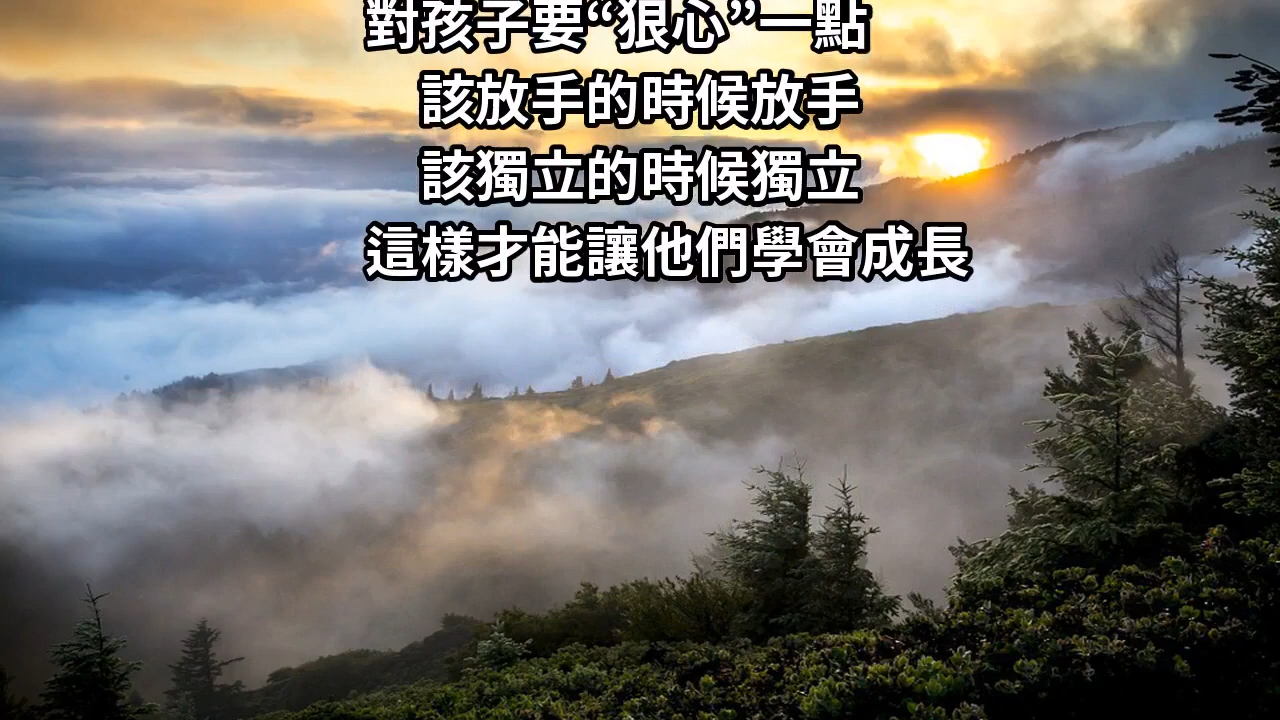 對孩子要“狠心”一點
該放手的時候放手
該獨立的時候獨立
這樣才能讓他們學會成長